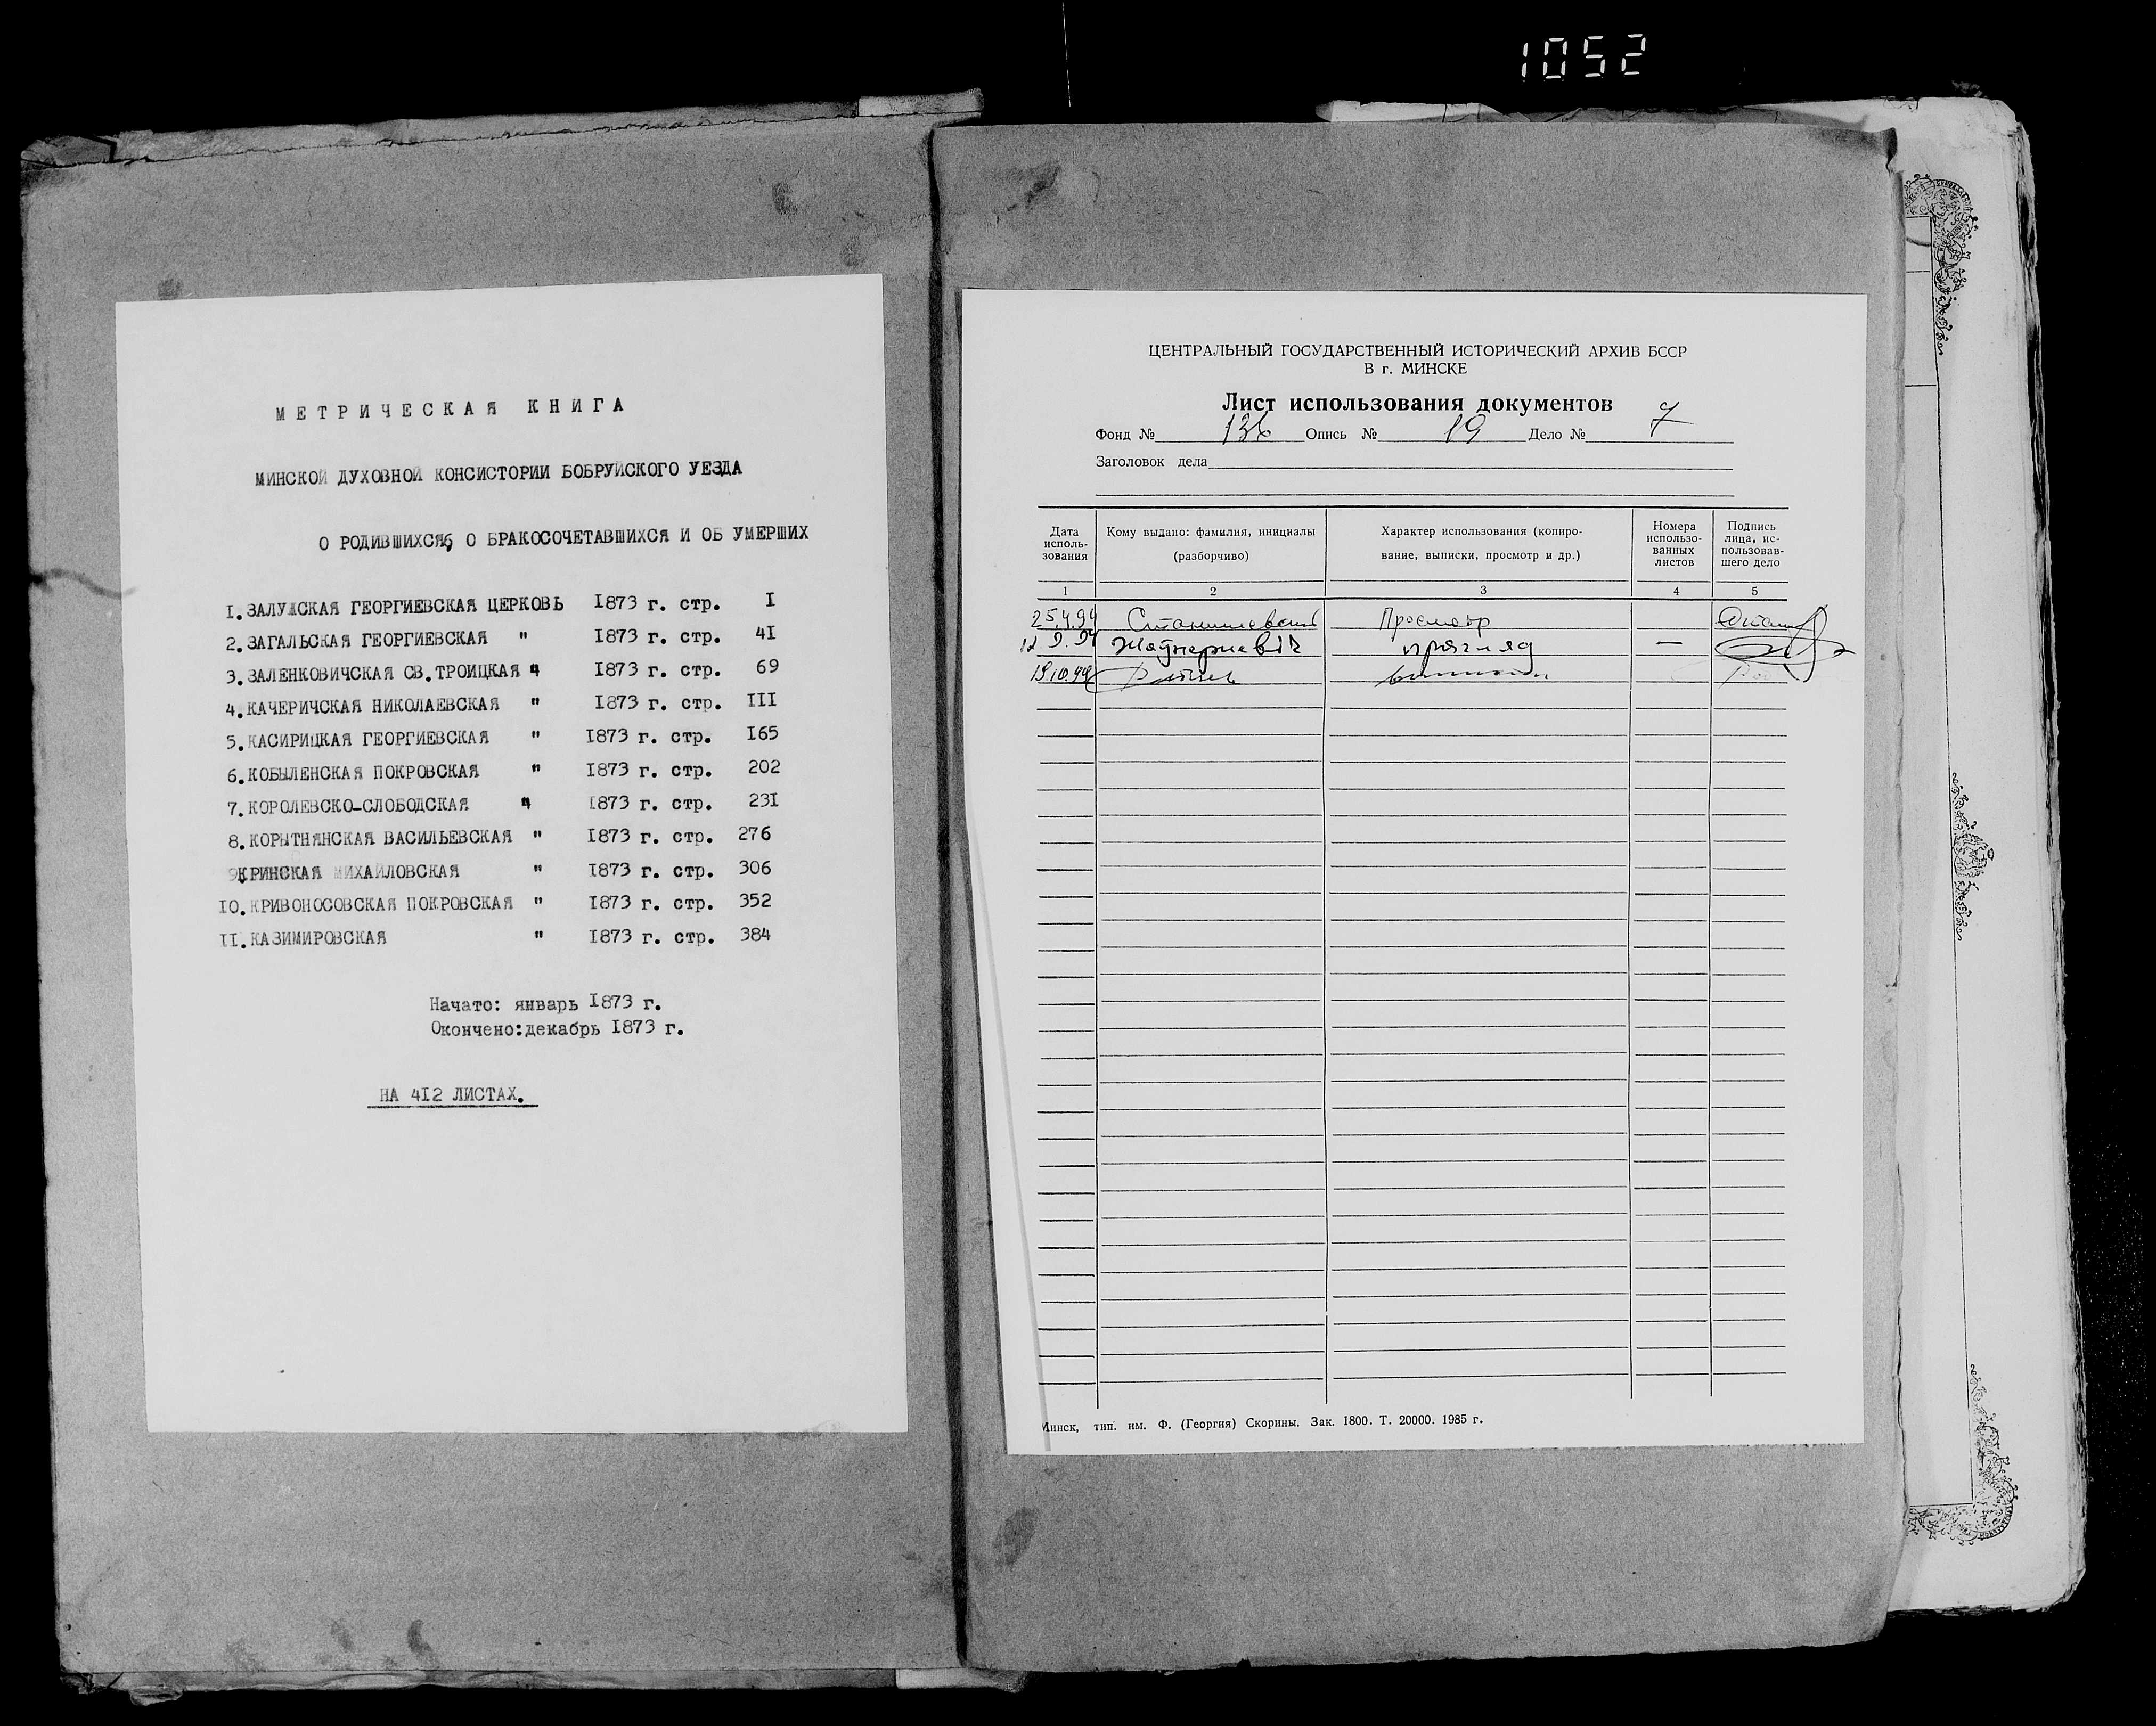 1052
МЕТРИЧЕСКАЯ КНИГА
МИНСКОЙ ДУХОВНОЙ КОНСИСТОРИИ БОБРУЙСКОГО УЕЗДА
О РОДИВШИХСЯ, О БРАКОСОЧЕТАВШИХСЯ И ОБ УМЕРШИХ
1. ЗАЛУЖСКАЯ ГЕОРГИЕВСКАЯ ЦЕРКОВЬ 1873 г. стр. 1
2. ЗАГАЛЬСКАЯ ГЕОРГИЕВСКАЯ " 1873 г. стр. 41
3. ЗАЛЕНКОВИЧСКАЯ СВ. ТРОИЦКАЯ " 1873 г. стр. 69
4. КАЧЕРИЧСКАЯ НИКОЛАЕВСКАЯ " 1873 г. стр. 111
5. КАСИРИЦКАЯ ГЕОРГИЕВСКАЯ " 1873 г. стр. 165
6. КОБЫЛЕНСКАЯ ПОКРОВСКАЯ " 1873 г. стр. 202
7. КОРОЛЕВСКО-СЛОБОДСКАЯ " 1873 г. стр. 231
8. КОРЫТНЯНСКАЯ ВАСИЛЬЕВСКАЯ " 1873 г. стр. 276
9. КРИНСКАЯ МИХАЙЛОВСКАЯ " 1873 г. стр. 306
10. КРИВОНОСОВСКАЯ ПОКРОВСКАЯ " 1873 г. стр. 352
11. КАЗИМИРОВСКАЯ " 1873 г. стр. 384
Начато: январь 1873 г.
Окончено: декабрь 1873 г.
НА 412 ЛИСТАХ.
ЦЕНТРАЛЬНЫЙ ГОСУДАРСТВЕННЫЙ ИСТОРИЧЕСКИЙ АРХИВ БССР
В г. МИНСКЕ
Лист использования документов
Фонд № 136 Опись № 19 Дело № 7
Заголовок дела
Дата исполь-зования
Кому выдано: фамилия, инициалы (разборчиво)
Характер использования (копиро-вание, выписки, просмотр и др.)
Номера использо-ванных листов
Подпись лица, ис-пользовав-шего дело
1 2 3 4 5
25.4.94 Просмотр
12.9.94 Жаўнерневіч прагляд —
19.10.94
Минск, тип. им. Ф. (Георгия) Скорины. Зак. 1800. Т. 20000. 1985 г.